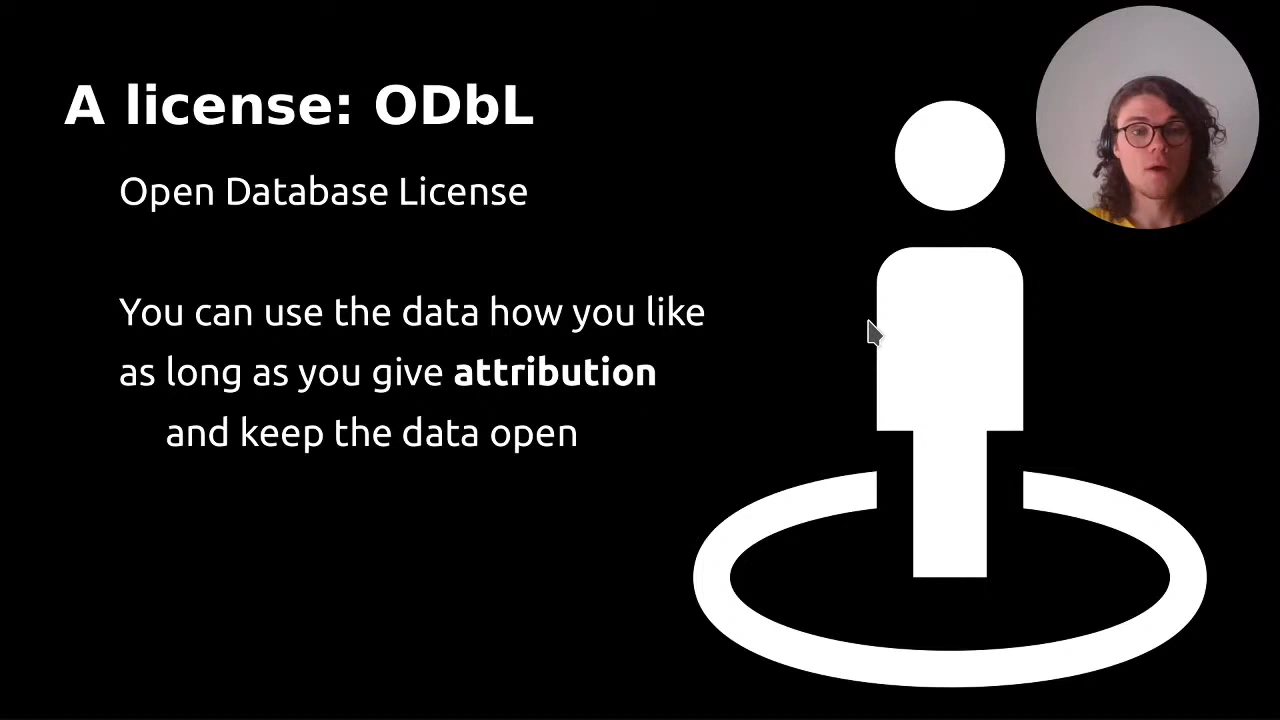 A license: ODbL
Open Database License
You can use the data how you like
as long as you give attribution
and keep the data open